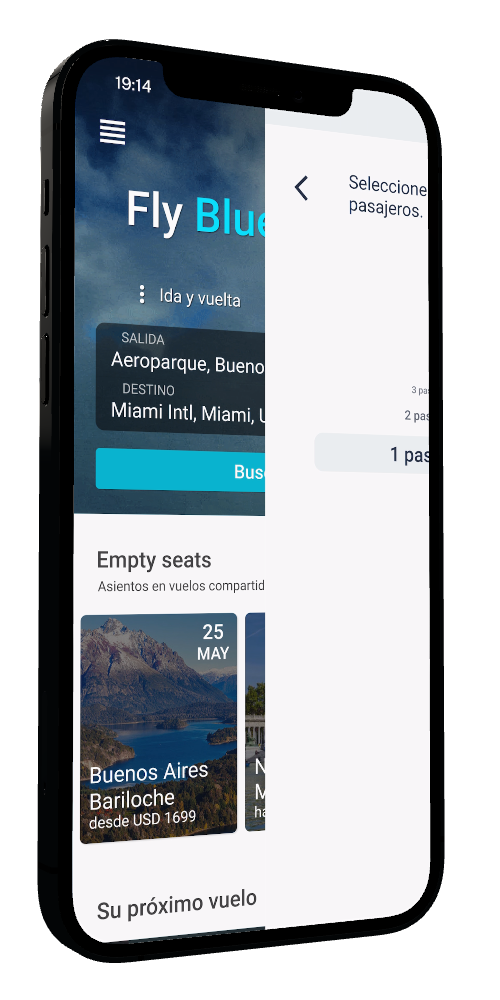 19:14
Fly Blue
Ida y vuelta
SALIDA
Aeroparque, Bueno
DESTINO
Miami Intl, Miami, U
Bus
Seleccione
pasajeros.
3 pas
2 pas
1 pas
Empty seats
Asientos en vuelos compartid
25
MAY
Buenos Aires
Bariloche
desde USD 1699
N
M
ha
Su próximo vuelo